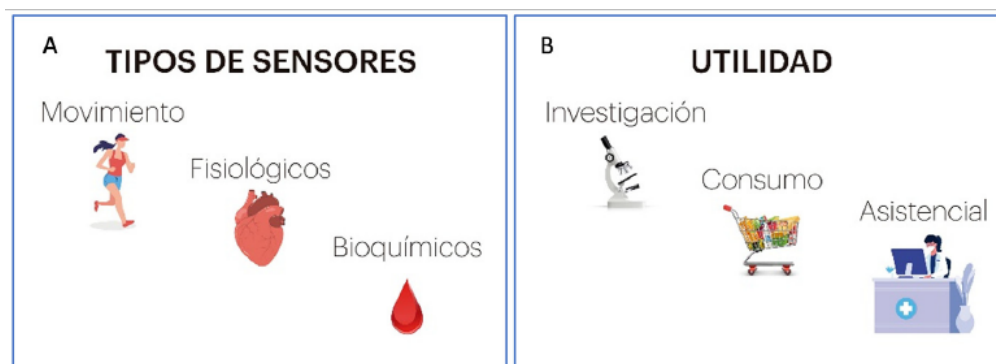 A
TIPOS DE SENSORES
Movimiento
Fisiológicos
Bioquímicos
B
UTILIDAD
Investigación
Consumo
Asistencial